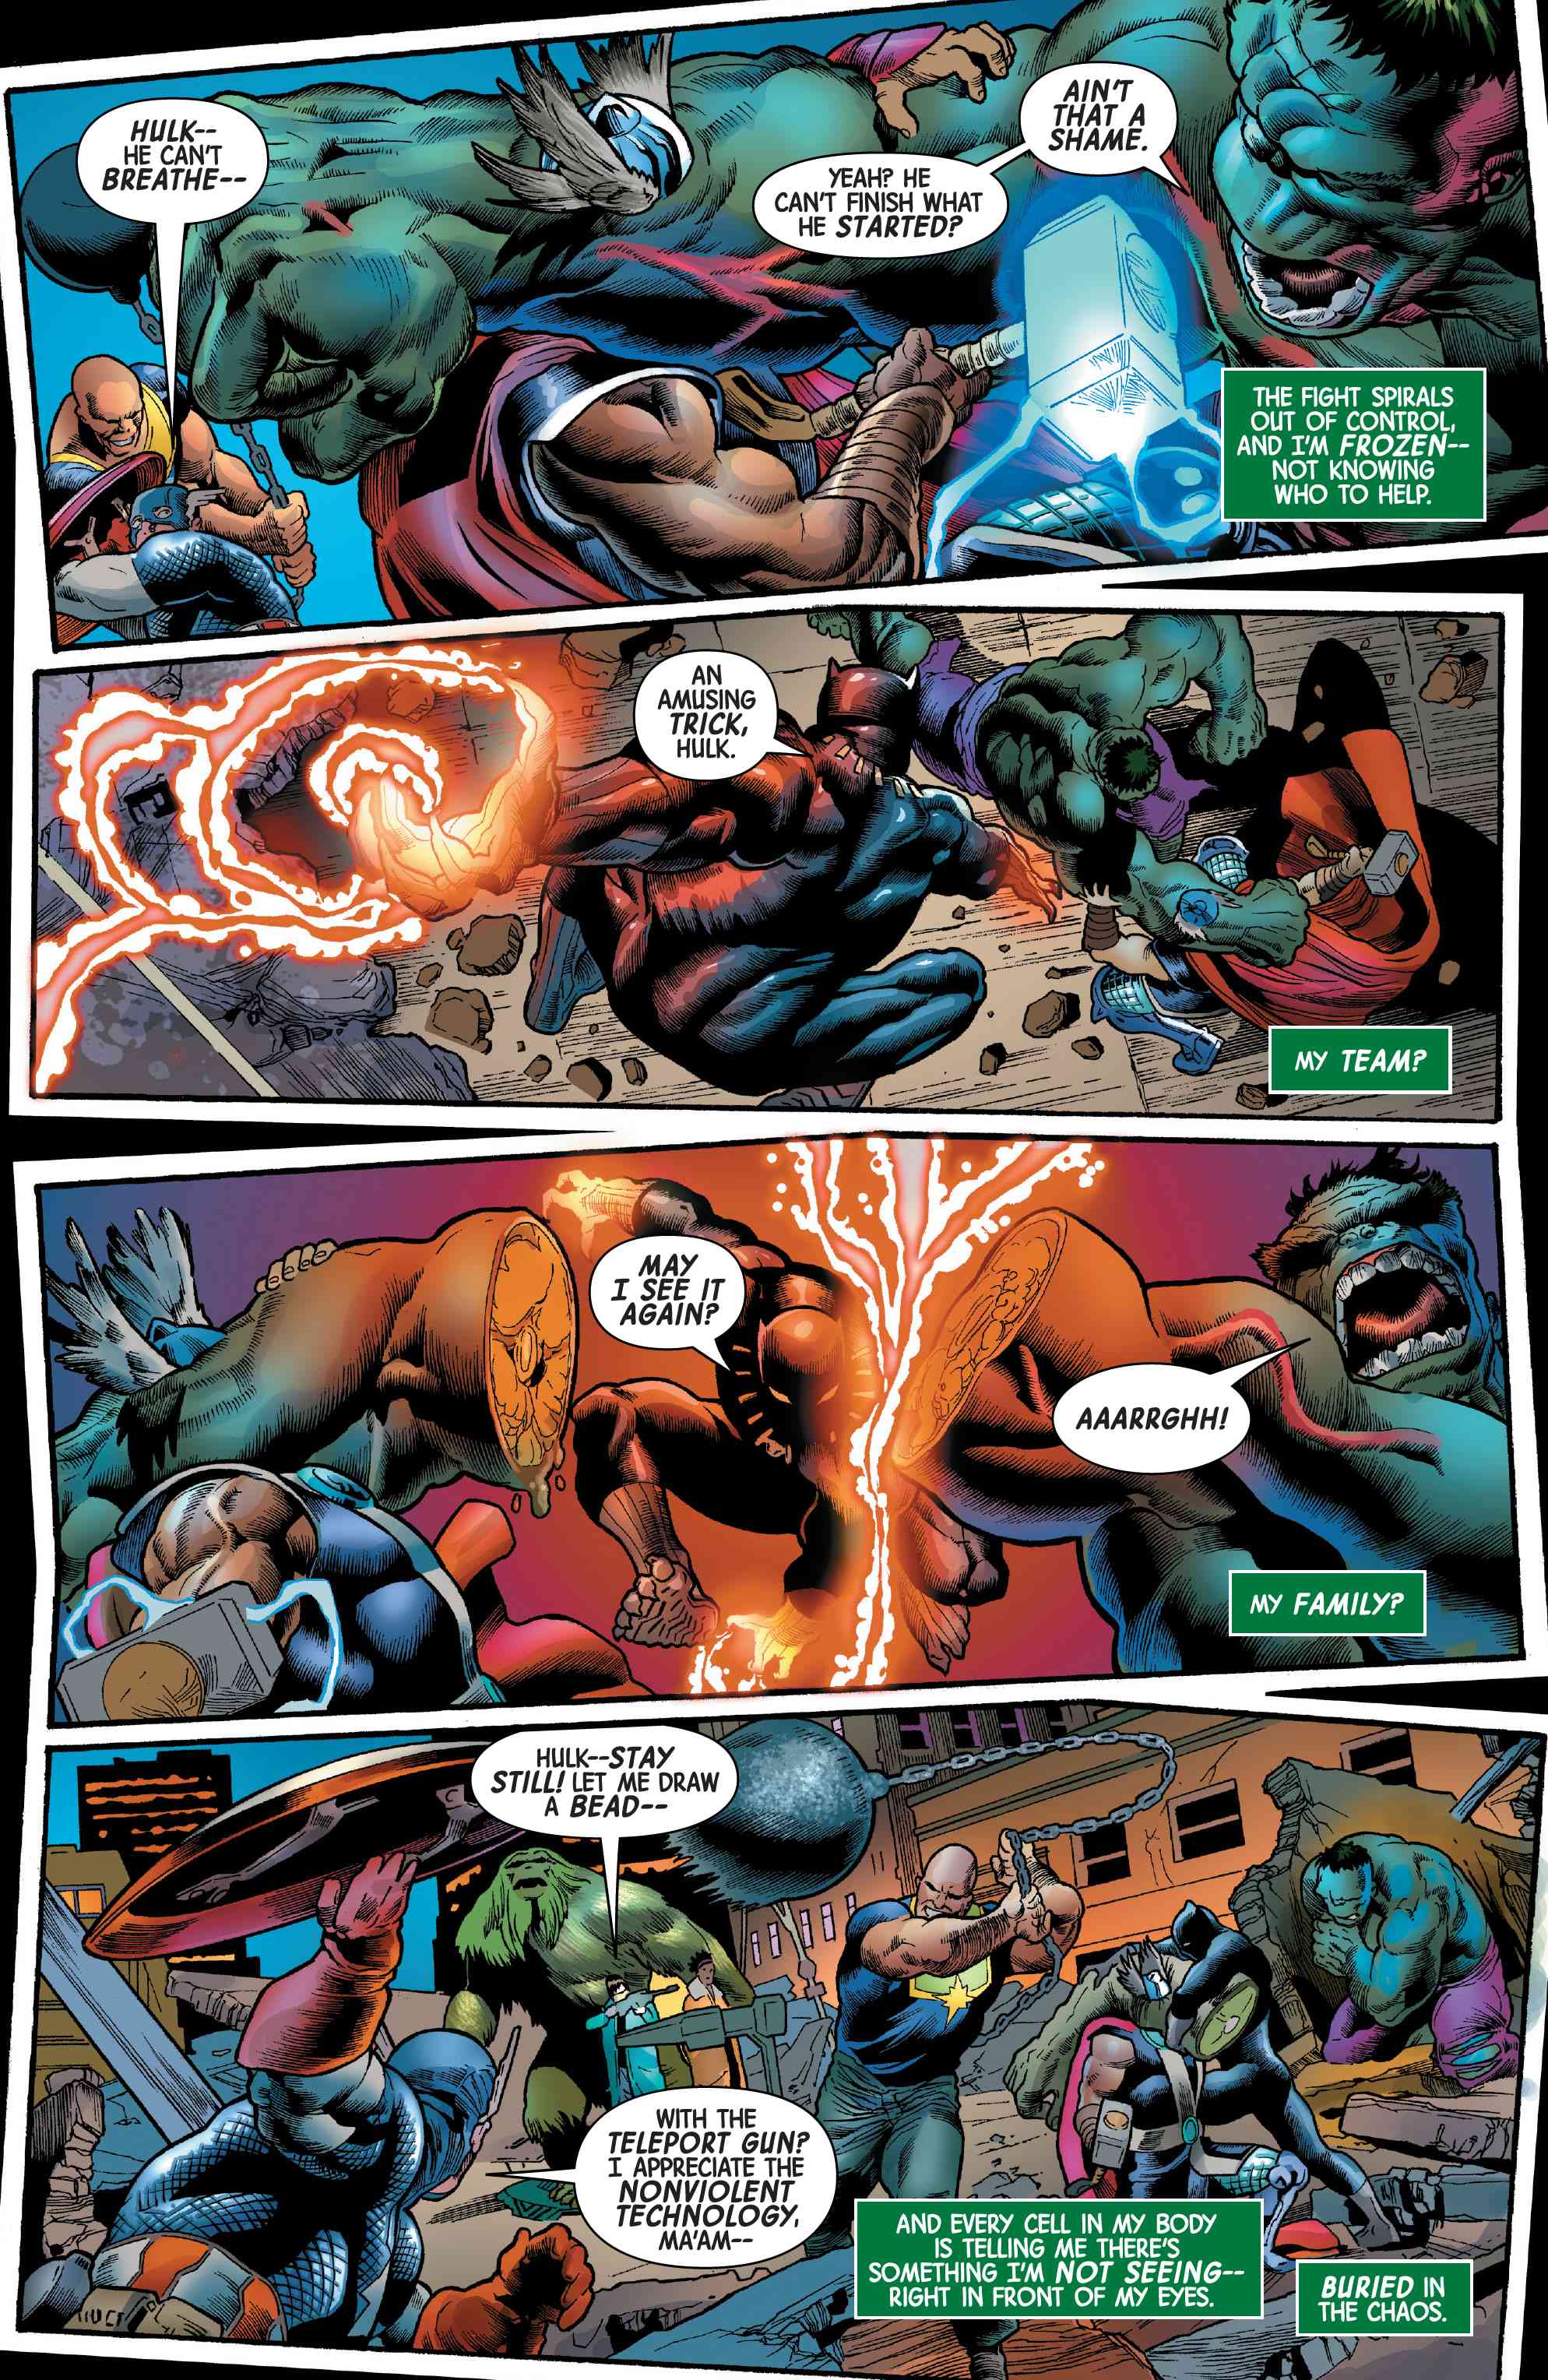 HULK--
HE CAN'T
BREATHE--
AIN'T
THAT A
SHAME.
YEAH? HE
CAN'T FINISH WHAT
HE STARTED?
THE FIGHT SPIRALS
OUT OF CONTROL,
AND I'M FROZEN--
NOT KNOWING
WHO TO HELP.
AN
AMUSING
TRICK,
HULK.
MY TEAM?
MAY
I SEE IT
AGAIN?
AAARRGHH!
MY FAMILY?
HULK--STAY
STILL! LET ME DRAW
A BEAD--
WITH THE
TELEPORT GUN?
I APPRECIATE THE
NONVIOLENT
TECHNOLOGY,
MA'AM--
AND EVERY CELL IN MY BODY
IS TELLING ME THERE'S
SOMETHING I'M NOT SEEING--
RIGHT IN FRONT OF MY EYES.
BURIED IN
THE CHAOS.